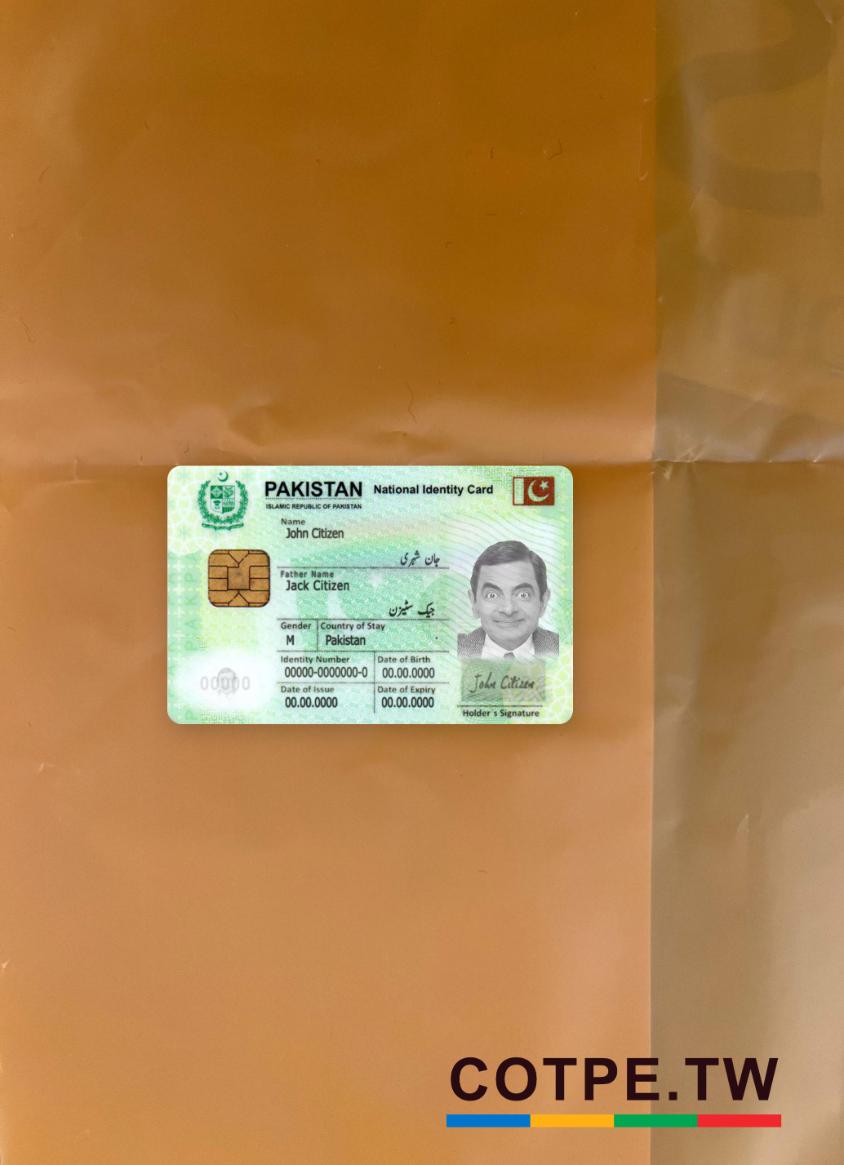 PAKISTAN National Identity Card
ISLAMIC REPUBLIC OF PAKISTAN
Name
John Citizen
جان شہری
Father Name
Jack Citizen
جیک سٹیزن
Gender Country of Stay
M Pakistan
Identity Number Date of Birth
00000-0000000-0 00.00.0000
Date of Issue Date of Expiry
00.00.0000 00.00.0000
00000
John Citizen
Holder's Signature
COTPE.TW